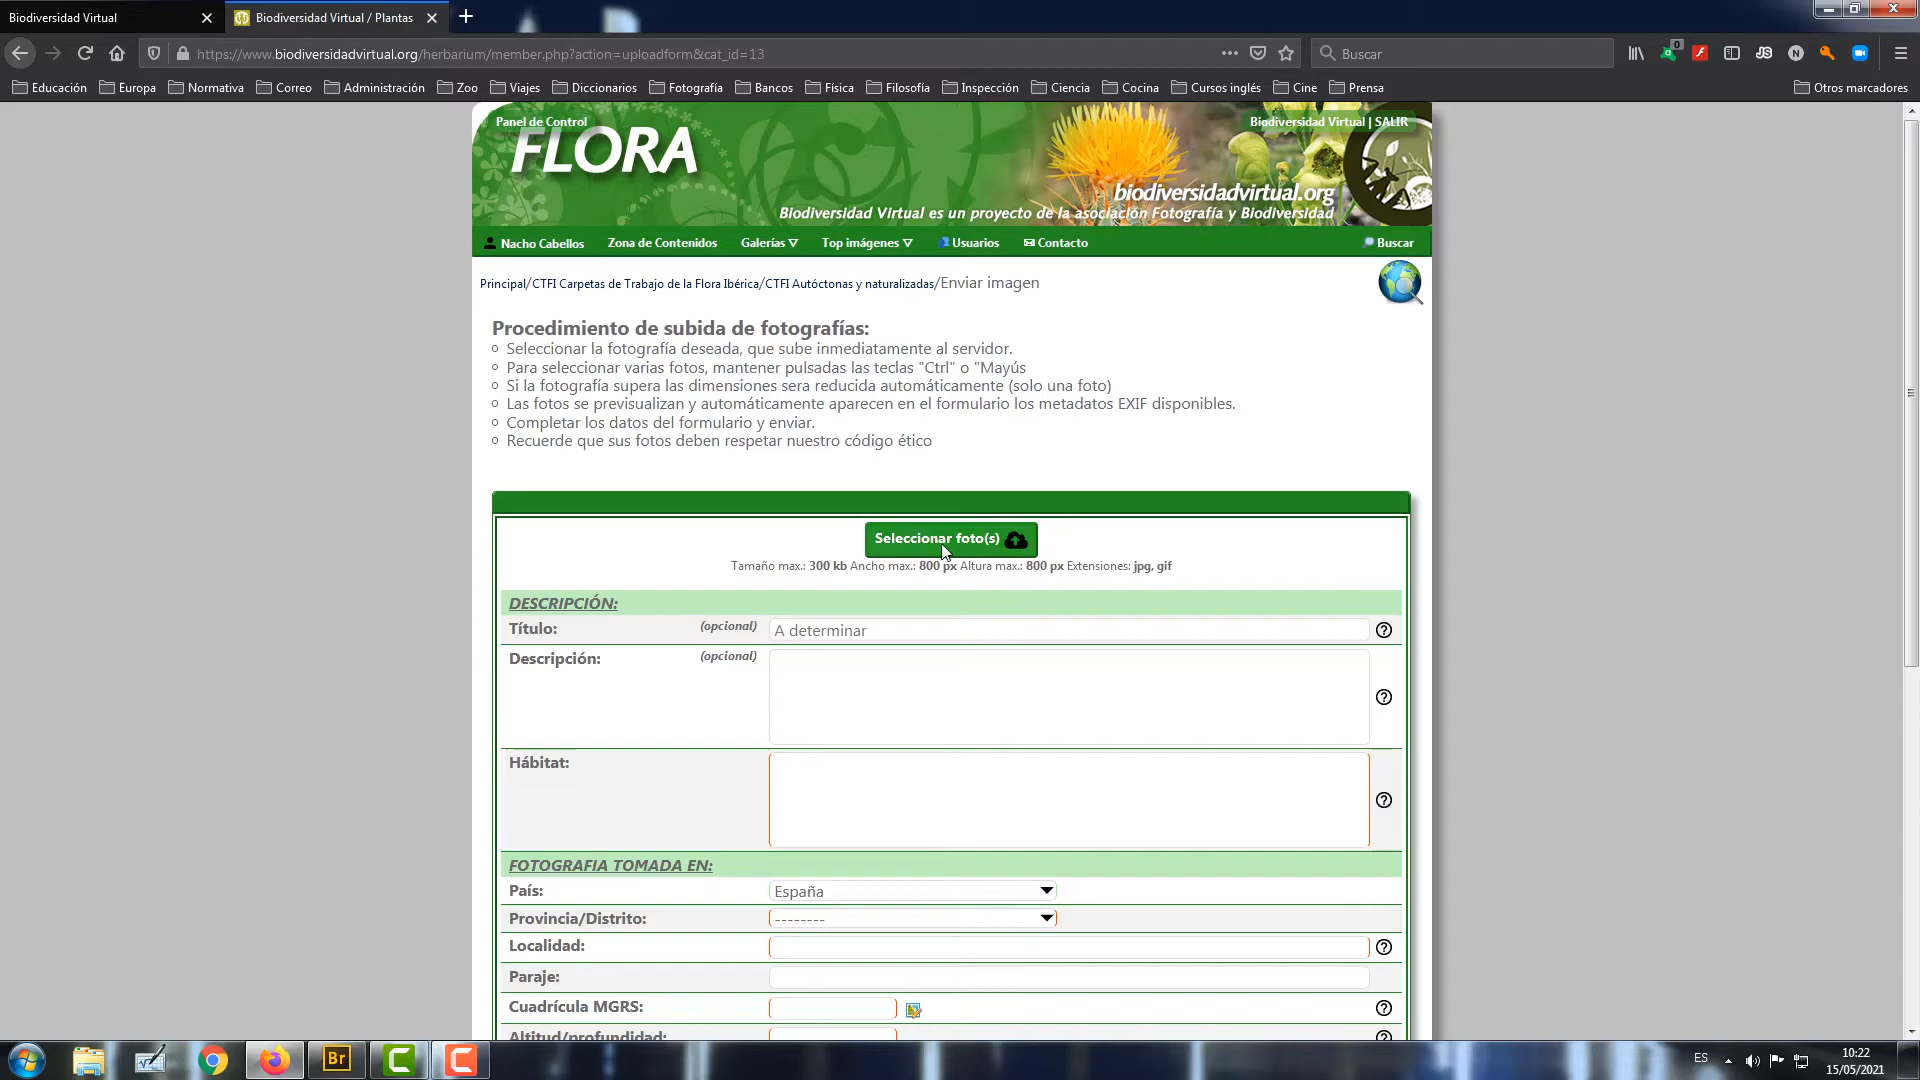 Biodiversidad Virtual
Biodiversidad Virtual / Plantas
https://www.biodiversidadvirtual.org/herbarium/member.php?action=uploadform&cat_id=13
Buscar
0
Educación Europa Normativa Correo Administración Zoo Viajes Diccionarios Fotografía Bancos Física Filosofía Inspección Ciencia Cocina Cursos inglés Cine Prensa Otros marcadores
Panel de Control
Biodiversidad Virtual | SALIR
FLORA
biodiversidadvirtual.org
Biodiversidad Virtual es un proyecto de la asociación Fotografía y Biodiversidad
Nacho Cabellos Zona de Contenidos Galerías ▽ Top imágenes ▽ Usuarios Contacto Buscar
Principal/CTFI Carpetas de Trabajo de la Flora Ibérica/CTFI Autóctonas y naturalizadas/Enviar imagen
Procedimiento de subida de fotografías:
Seleccionar la fotografía deseada, que sube inmediatamente al servidor.
Para seleccionar varias fotos, mantener pulsadas las teclas "Ctrl" o "Mayús
Si la fotografía supera las dimensiones sera reducida automáticamente (solo una foto)
Las fotos se previsualizan y automáticamente aparecen en el formulario los metadatos EXIF disponibles.
Completar los datos del formulario y enviar.
Recuerde que sus fotos deben respetar nuestro código ético
Seleccionar foto(s)
Tamaño max.: 300 kb Ancho max.: 800 px Altura max.: 800 px Extensiones: jpg, gif
DESCRIPCIÓN:
Título: (opcional) A determinar
Descripción: (opcional)
Hábitat:
FOTOGRAFIA TOMADA EN:
País: España
Provincia/Distrito: --------
Localidad:
Paraje:
Cuadrícula MGRS:
Altitud/profundidad:
Br
ES
10:22
15/05/2021